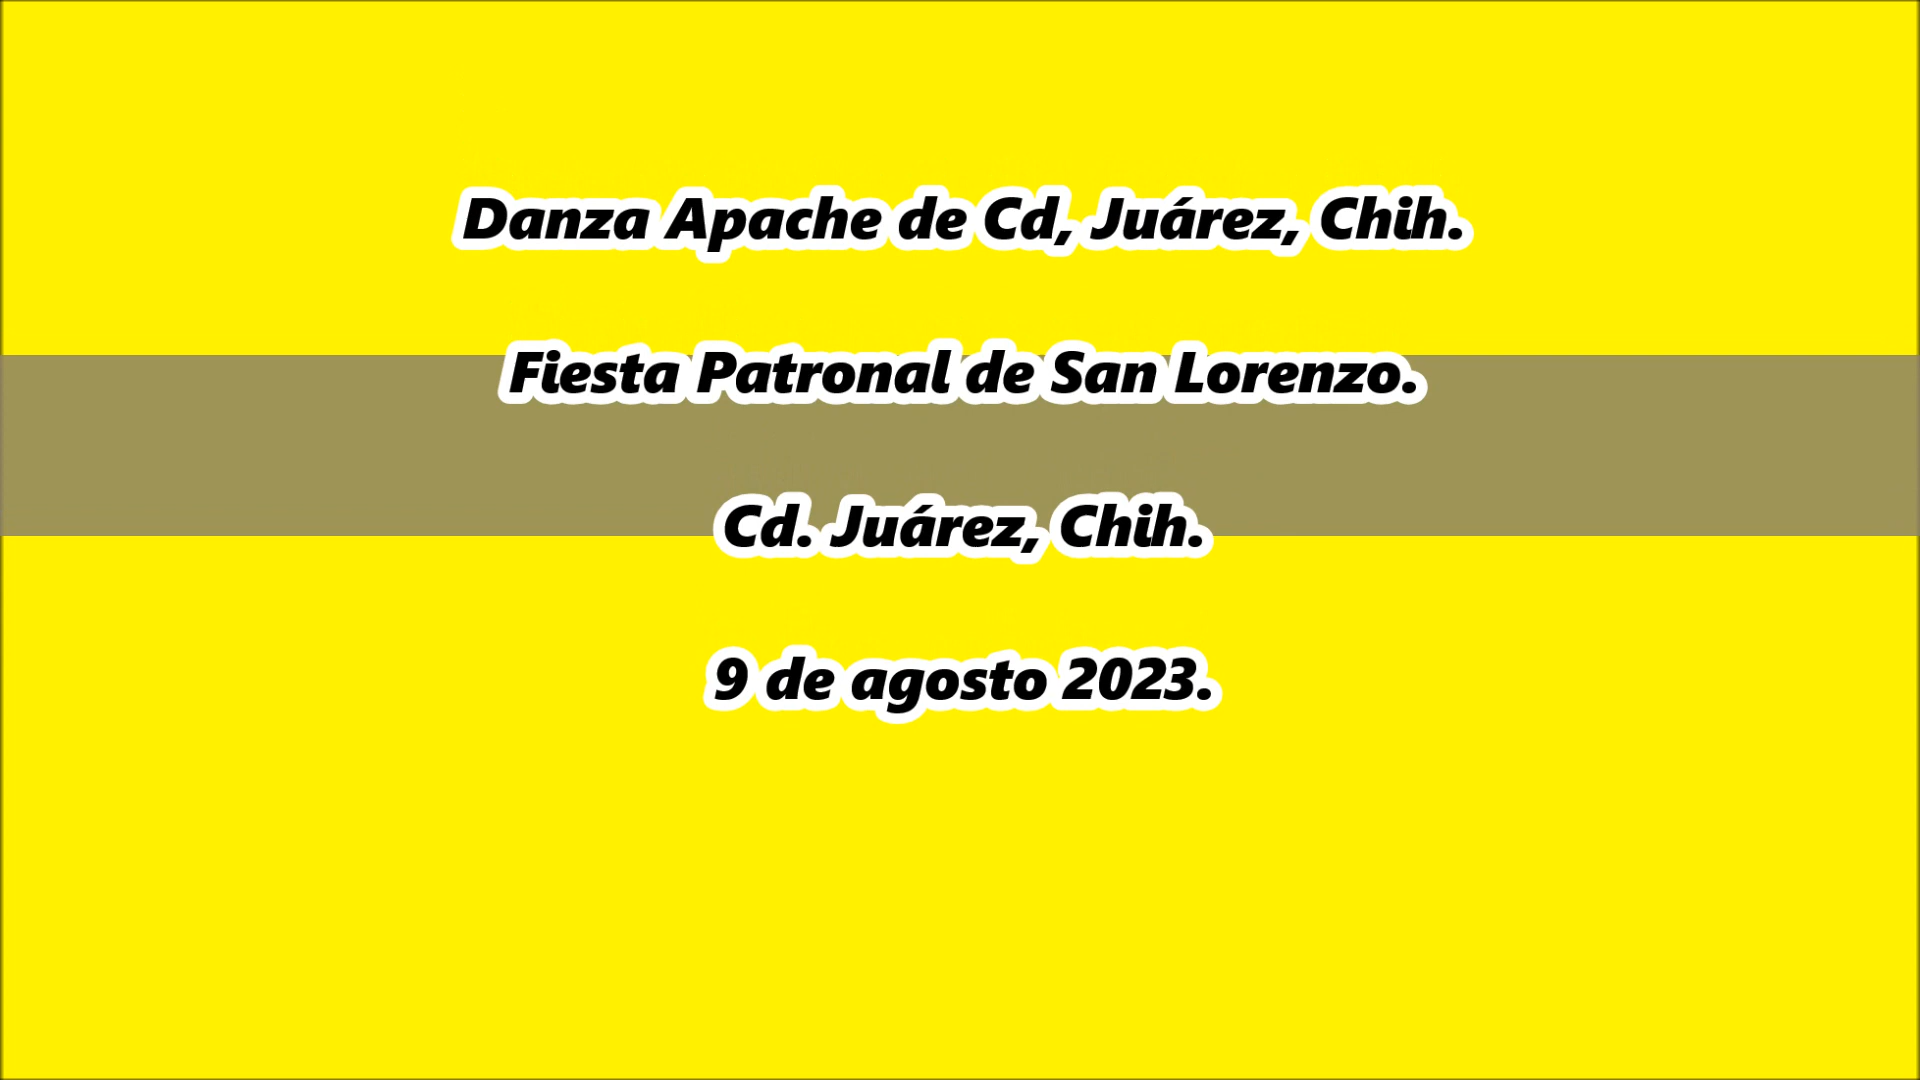 Danza Apache de Cd, Juárez, Chih.
Fiesta Patronal de San Lorenzo.
Cd. Juárez, Chih.
9 de agosto 2023.